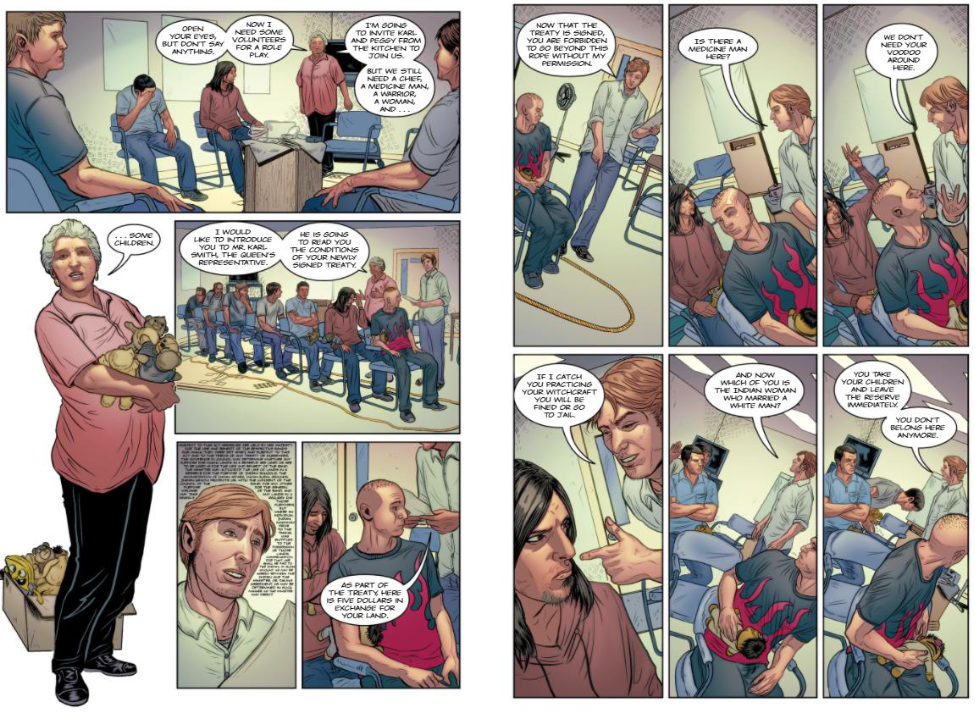 OPEN
YOUR EYES,
BUT DON'T SAY
ANYTHING.
NOW I
NEED SOME
VOLUNTEERS
FOR A ROLE
PLAY.
I'M GOING
TO INVITE KARL
AND PEGGY FROM
THE KITCHEN TO
JOIN US.
BUT WE STILL
NEED A CHIEF,
A MEDICINE MAN,
A WARRIOR,
A WOMAN,
AND . . .
. . . SOME
CHILDREN.
I WOULD
LIKE TO INTRODUCE
YOU TO MR. KARL
SMITH, THE QUEEN'S
REPRESENTATIVE.
HE IS GOING
TO READ YOU
THE CONDITIONS
OF YOUR NEWLY
SIGNED TREATY.
AS PART OF
THE TREATY, HERE
IS FIVE DOLLARS IN
EXCHANGE FOR
YOUR LAND.
NOW THAT THE
TREATY IS SIGNED,
YOU ARE FORBIDDEN
TO GO BEYOND THIS
ROPE WITHOUT MY
PERMISSION.
IS THERE A
MEDICINE MAN
HERE?
WE DON'T
NEED YOUR
VOODOO
AROUND
HERE.
IF I CATCH
YOU PRACTICING
YOUR WITCHCRAFT
YOU WILL BE
FINED OR GO
TO JAIL.
AND NOW
WHICH OF YOU IS
THE INDIAN WOMAN
WHO MARRIED A
WHITE MAN?
YOU TAKE
YOUR CHILDREN
AND LEAVE
THE RESERVE
IMMEDIATELY.
YOU DON'T
BELONG HERE
ANYMORE.